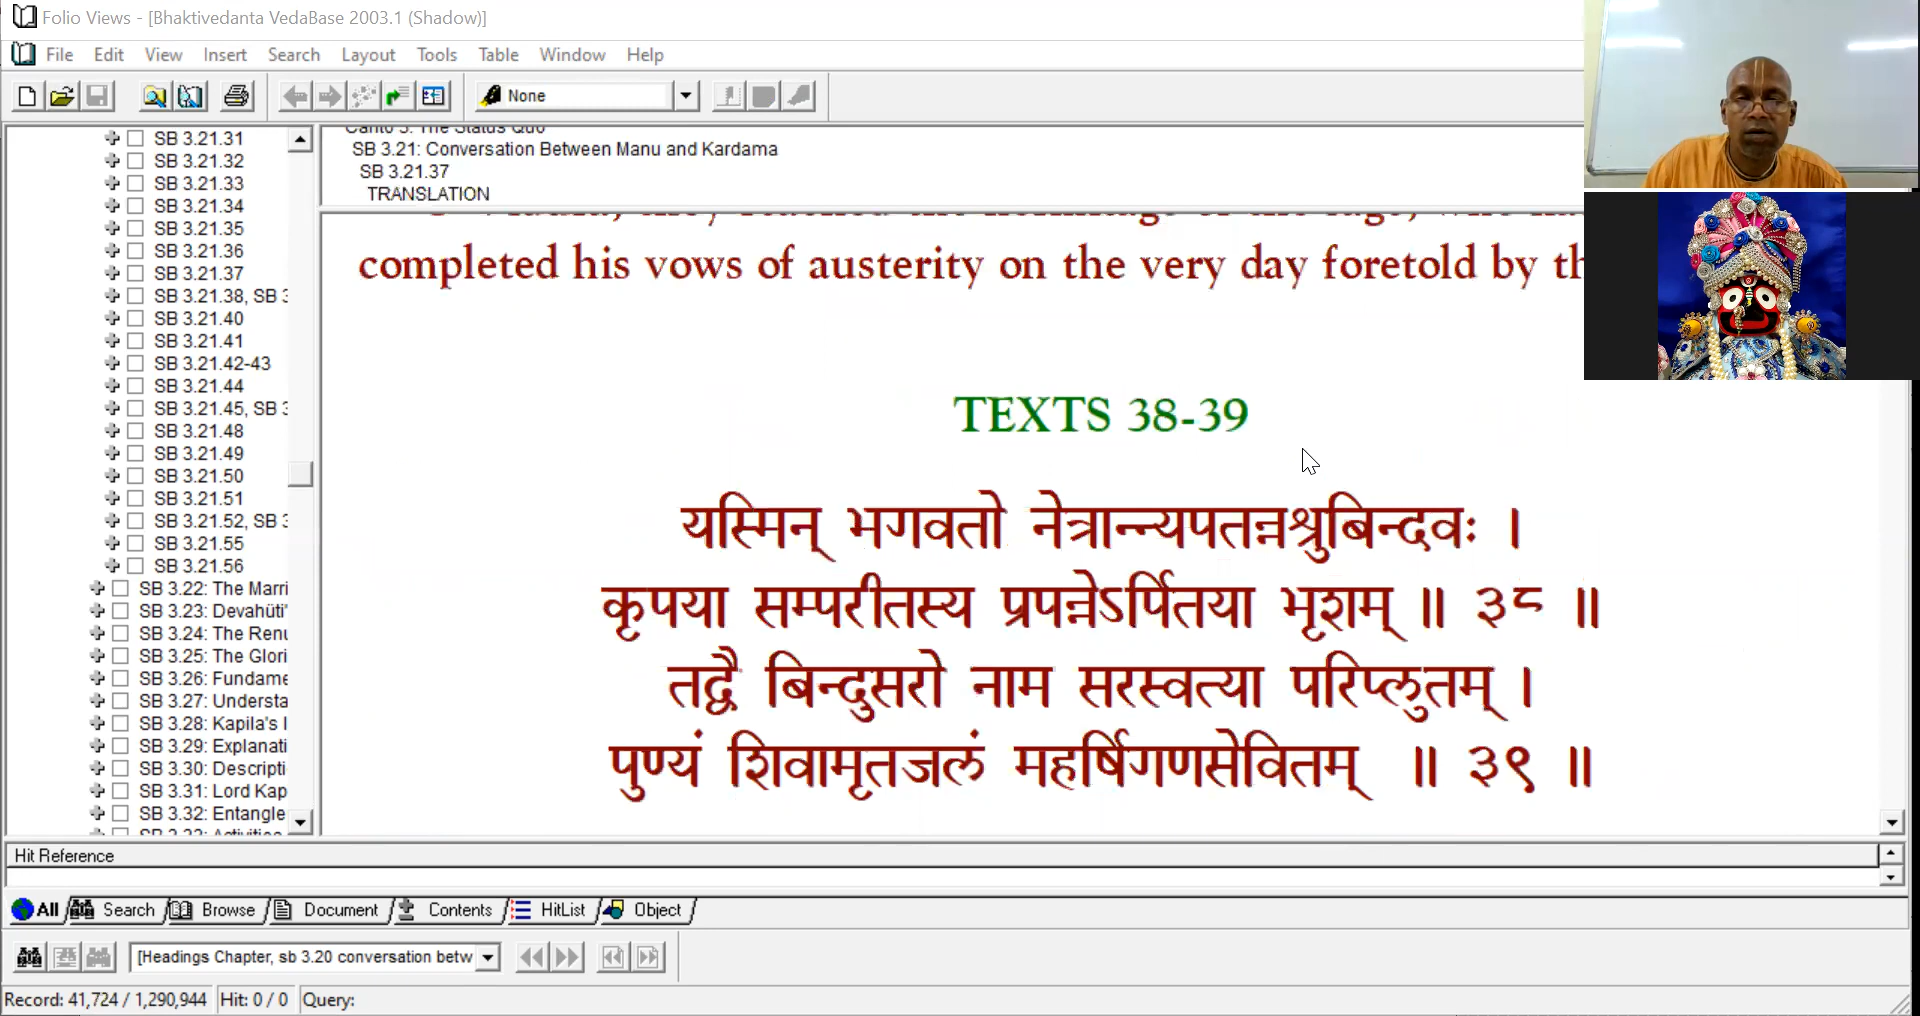 Folio Views - [Bhaktivedanta VedaBase 2003.1 (Shadow)]
File Edit View Insert Search Layout Tools Table Window Help
None
SB 3.21.31
SB 3.21.32
SB 3.21.33
SB 3.21.34
SB 3.21.35
SB 3.21.36
SB 3.21.37
SB 3.21.38, SB 3
SB 3.21.40
SB 3.21.41
SB 3.21.42-43
SB 3.21.44
SB 3.21.45, SB 3
SB 3.21.48
SB 3.21.49
SB 3.21.50
SB 3.21.51
SB 3.21.52, SB 3
SB 3.21.55
SB 3.21.56
SB 3.22: The Marri
SB 3.23: Devahüti'
SB 3.24: The Renu
SB 3.25: The Glori
SB 3.26: Fundame
SB 3.27: Understa
SB 3.28: Kapila's I
SB 3.29: Explanati
SB 3.30: Descripti
SB 3.31: Lord Kap
SB 3.32: Entangle
Canto 3: The Status Quo
SB 3.21: Conversation Between Manu and Kardama
SB 3.21.37
TRANSLATION
completed his vows of austerity on the very day foretold by th
TEXTS 38-39
यस्मिन् भगवतो नेत्रान्न्यपतन्नश्रुबिन्दवः ।
कृपया सम्परीतस्य प्रपन्नेऽर्पितया भृशम् ॥ ३८ ॥
तद्वै बिन्दुसरो नाम सरस्वत्या परिप्लुतम् ।
पुण्यं शिवामृतजलं महर्षिगणसेवितम् ॥ ३९ ॥
Hit Reference
All Search Browse Document Contents HitList Object
[Headings Chapter, sb 3.20 conversation betw
Record: 41,724 / 1,290,944 Hit: 0 / 0 Query: